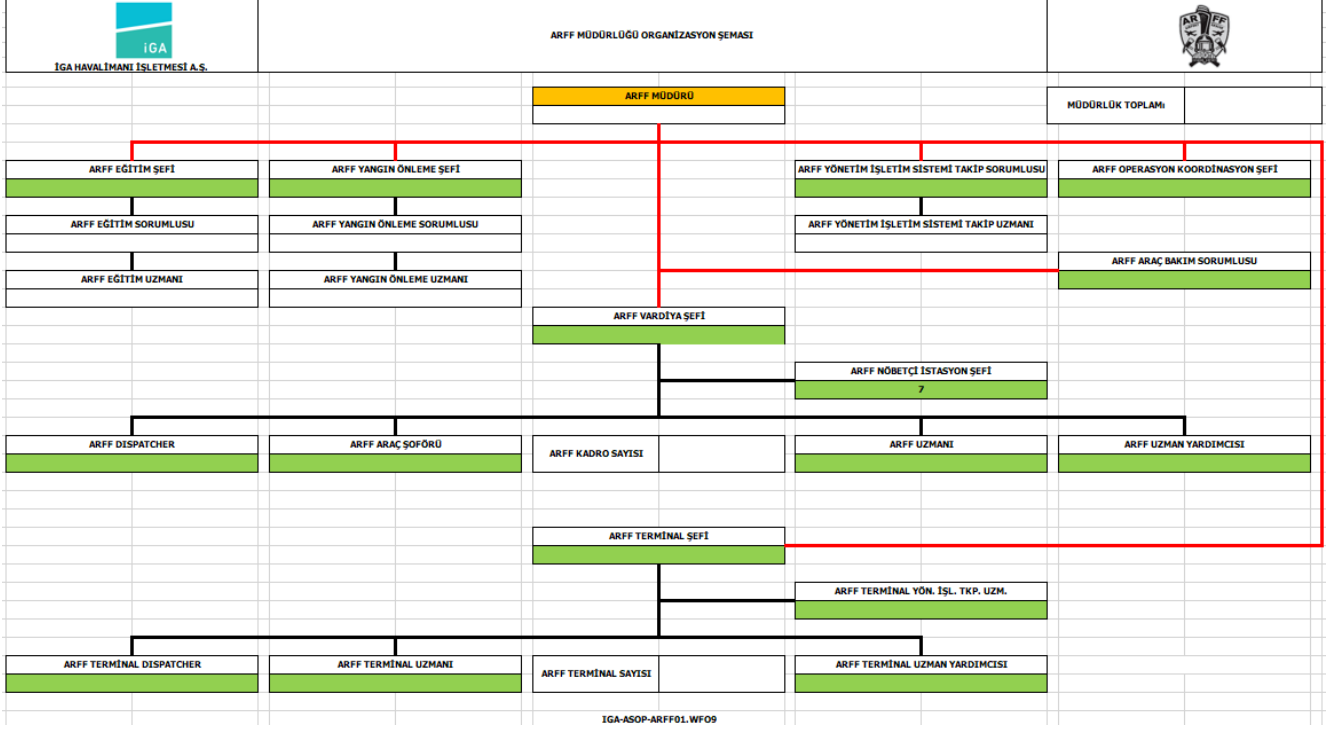 iGA
İGA HAVALİMANI İŞLETMESİ A.Ş.
ARFF MÜDÜRLÜĞÜ ORGANİZASYON ŞEMASI
AR FF
ARFF MÜDÜRÜ
MÜDÜRLÜK TOPLAMı
ARFF EĞİTİM ŞEFİ
ARFF YANGIN ÖNLEME ŞEFİ
ARFF YÖNETİM İŞLETİM SİSTEMİ TAKİP SORUMLUSU
ARFF OPERASYON KOORDİNASYON ŞEFİ
ARFF EĞİTİM SORUMLUSU
ARFF YANGIN ÖNLEME SORUMLUSU
ARFF YÖNETİM İŞLETİM SİSTEMİ TAKİP UZMANI
ARFF ARAÇ BAKIM SORUMLUSU
ARFF EĞİTİM UZMANI
ARFF YANGIN ÖNLEME UZMANI
ARFF VARDİYA ŞEFİ
ARFF NÖBETÇİ İSTASYON ŞEFİ
7
ARFF DISPATCHER
ARFF ARAÇ ŞOFÖRÜ
ARFF KADRO SAYISI
ARFF UZMANI
ARFF UZMAN YARDIMCISI
ARFF TERMİNAL ŞEFİ
ARFF TERMİNAL YÖN. İŞL. TKP. UZM.
ARFF TERMİNAL DISPATCHER
ARFF TERMİNAL UZMANI
ARFF TERMİNAL SAYISI
ARFF TERMİNAL UZMAN YARDIMCISI
IGA-ASOP-ARFF01.WFO9